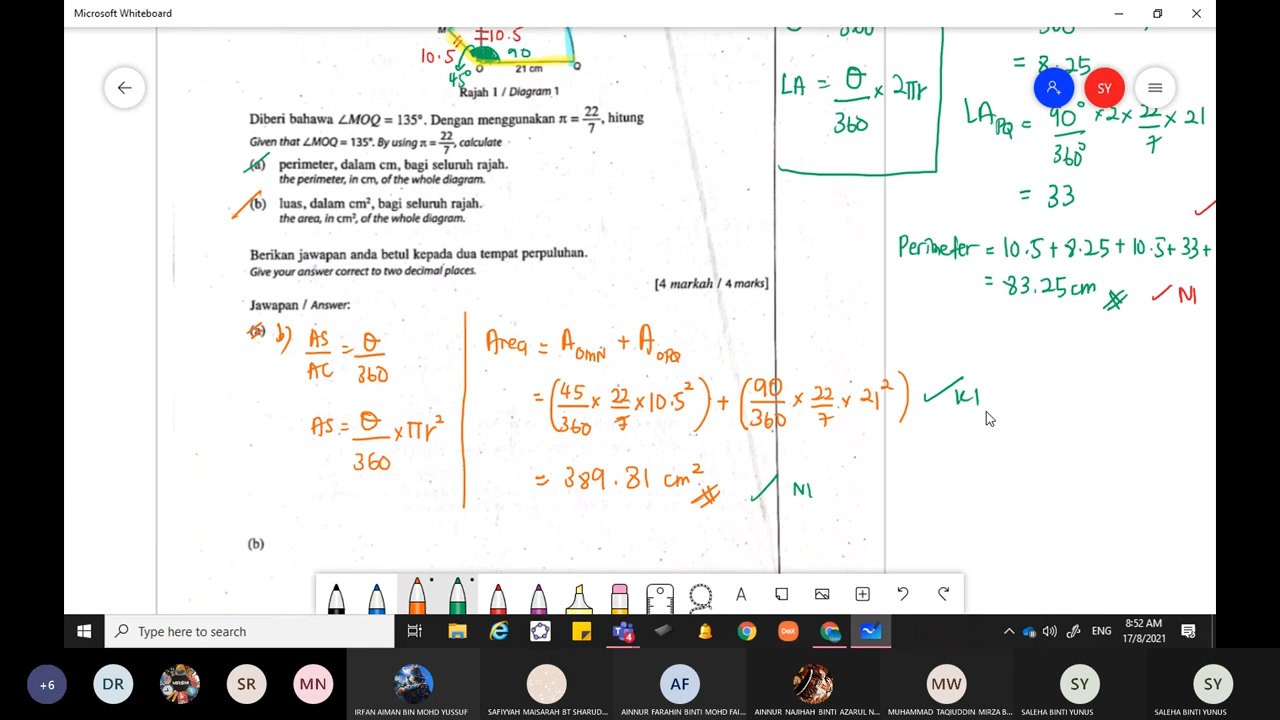 Microsoft Whiteboard
M
10.5
10.5
90
45°
O
21 cm
Q
Rajah 1 / Diagram 1
Diberi bahawa ∠MOQ = 135°. Dengan menggunakan π = 22/7, hitung
Given that ∠MOQ = 135°. By using π = 22/7, calculate
(a) perimeter, dalam cm, bagi seluruh rajah.
the perimeter, in cm, of the whole diagram.
(b) luas, dalam cm², bagi seluruh rajah.
the area, in cm², of the whole diagram.
Berikan jawapan anda betul kepada dua tempat perpuluhan.
Give your answer correct to two decimal places.
[4 markah / 4 marks]
Jawapan / Answer:
(a) b) AS/AC = θ/360
AS = θ/360 × πr²
Area = A OMN + A OPQ
= (45/360 × 22/7 × 10.5²) + (90/360 × 22/7 × 21²) ✓ K1
= 389.81 cm² ✓ N1
(b)
LA = θ/360 × 2πr
= 8.25
LA PQ = 90°/360° × 2 × 22/7 × 21
= 33
Perimeter = 10.5 + 8.25 + 10.5 + 33 +
= 83.25 cm ✓ N1
SY
A
Type here to search
4
DeX
ENG
8:52 AM
17/8/2021
+6
DR
SR
MN
IRFAN AIMAN BIN MOHD YUSSUF
SAFIYYAH MAISARAH BT SHARUD...
AF
AINNUR FARAHIN BINTI MOHD FAI...
AINNUR NAJIHAH BINTI AZARUL N...
MW
MUHAMMAD TAQIUDDIN MIRZA B...
SY
SALEHA BINTI YUNUS
SY
SALEHA BINTI YUNUS